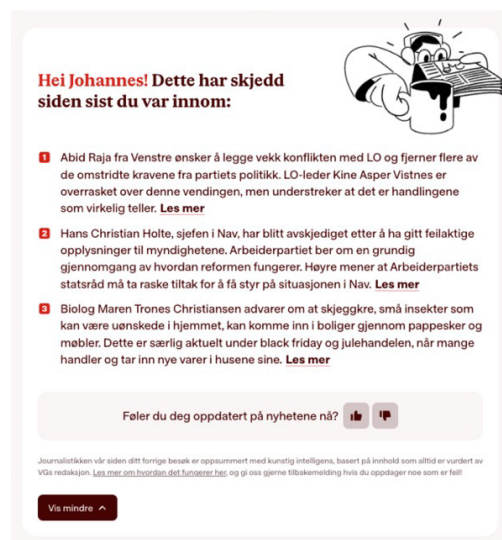 Hei Johannes! Dette har skjedd
siden sist du var innom:
1 Abid Raja fra Venstre ønsker å legge vekk konflikten med LO og fjerner flere av
de omstridte kravene fra partiets politikk. LO-leder Kine Asper Vistnes er
overrasket over denne vendingen, men understreker at det er handlingene
som virkelig teller. Les mer
2 Hans Christian Holte, sjefen i Nav, har blitt avskjediget etter å ha gitt feilaktige
opplysninger til myndighetene. Arbeiderpartiet ber om en grundig
gjennomgang av hvordan reformen fungerer. Høyre mener at Arbeiderpartiets
statsråd må ta raske tiltak for å få styr på situasjonen i Nav. Les mer
3 Biolog Maren Trones Christiansen advarer om at skjeggkre, små insekter som
kan være uønskede i hjemmet, kan komme inn i boliger gjennom pappesker og
møbler. Dette er særlig aktuelt under black friday og julehandelen, når mange
handler og tar inn nye varer i husene sine. Les mer
Føler du deg oppdatert på nyhetene nå?
Journalistikken vår siden ditt forrige besøk er oppsummert med kunstig intelligens, basert på innhold som alltid er vurdert av
VGs redaksjon. Les mer om hvordan det fungerer her, og gi oss gjerne tilbakemelding hvis du oppdager noe som er feil!
Vis mindre